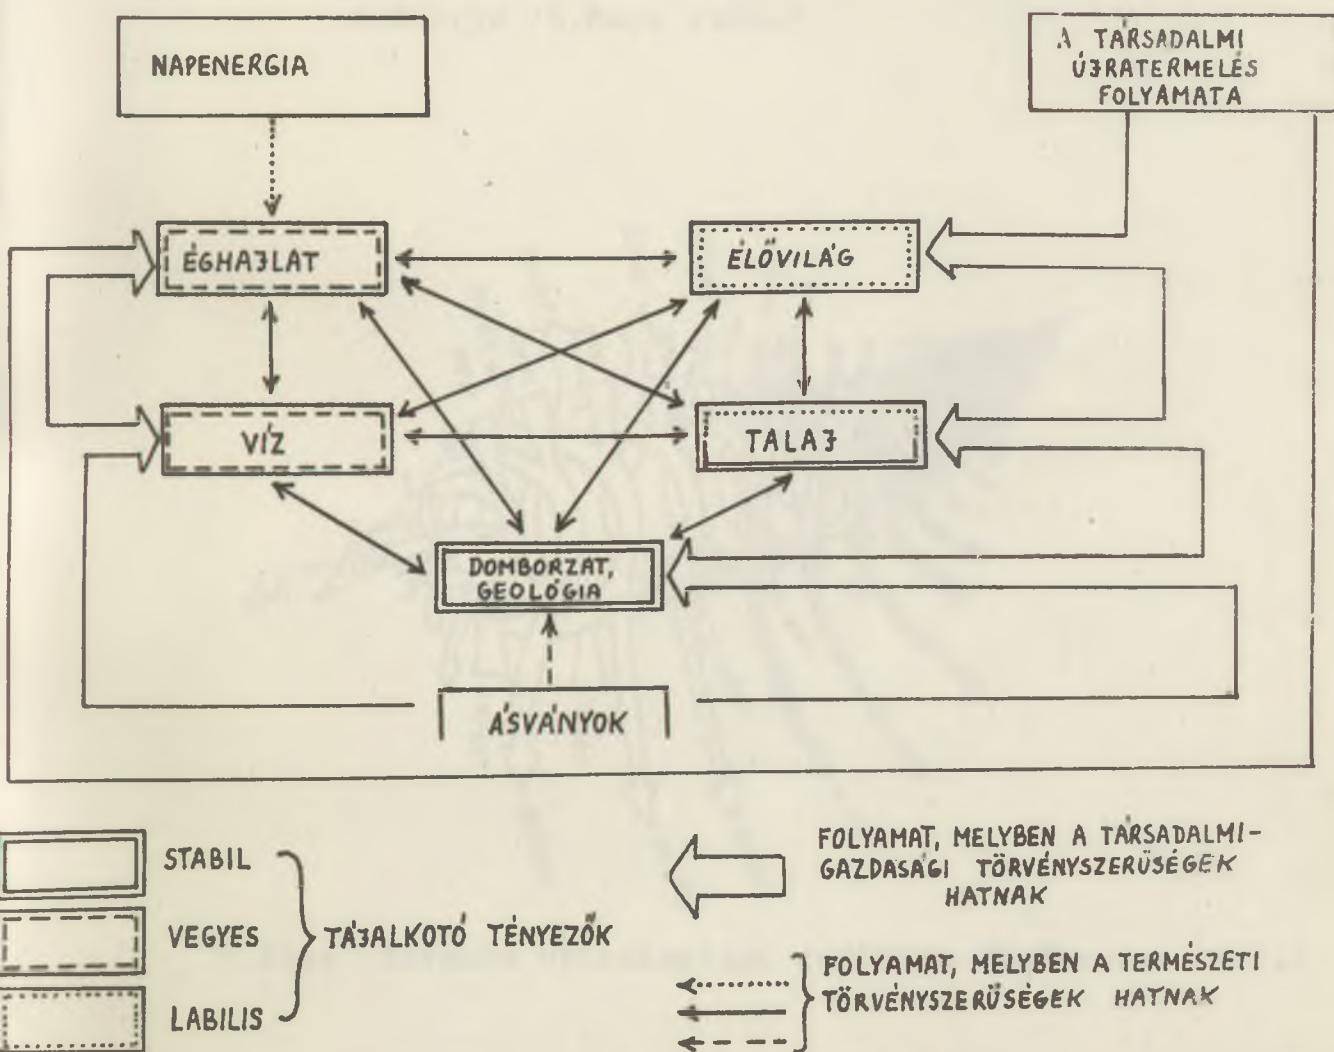 NAPENERGIA
A TÁRSADALMI
ÚJRATERMELÉS
FOLYAMATA
ÉGHAJLAT
ÉLŐVILÁG
VÍZ
TALAJ
DOMBORZAT,
GEOLÓGIA
ÁSVÁNYOK
STABIL
VEGYES
LABILIS
TÁJALKOTÓ TÉNYEZŐK
FOLYAMAT, MELYBEN A TÁRSADALMI-
GAZDASÁGI TÖRVÉNYSZERŰSÉGEK
HATNAK
FOLYAMAT, MELYBEN A TERMÉSZETI
TÖRVÉNYSZERŰSÉGEK HATNAK